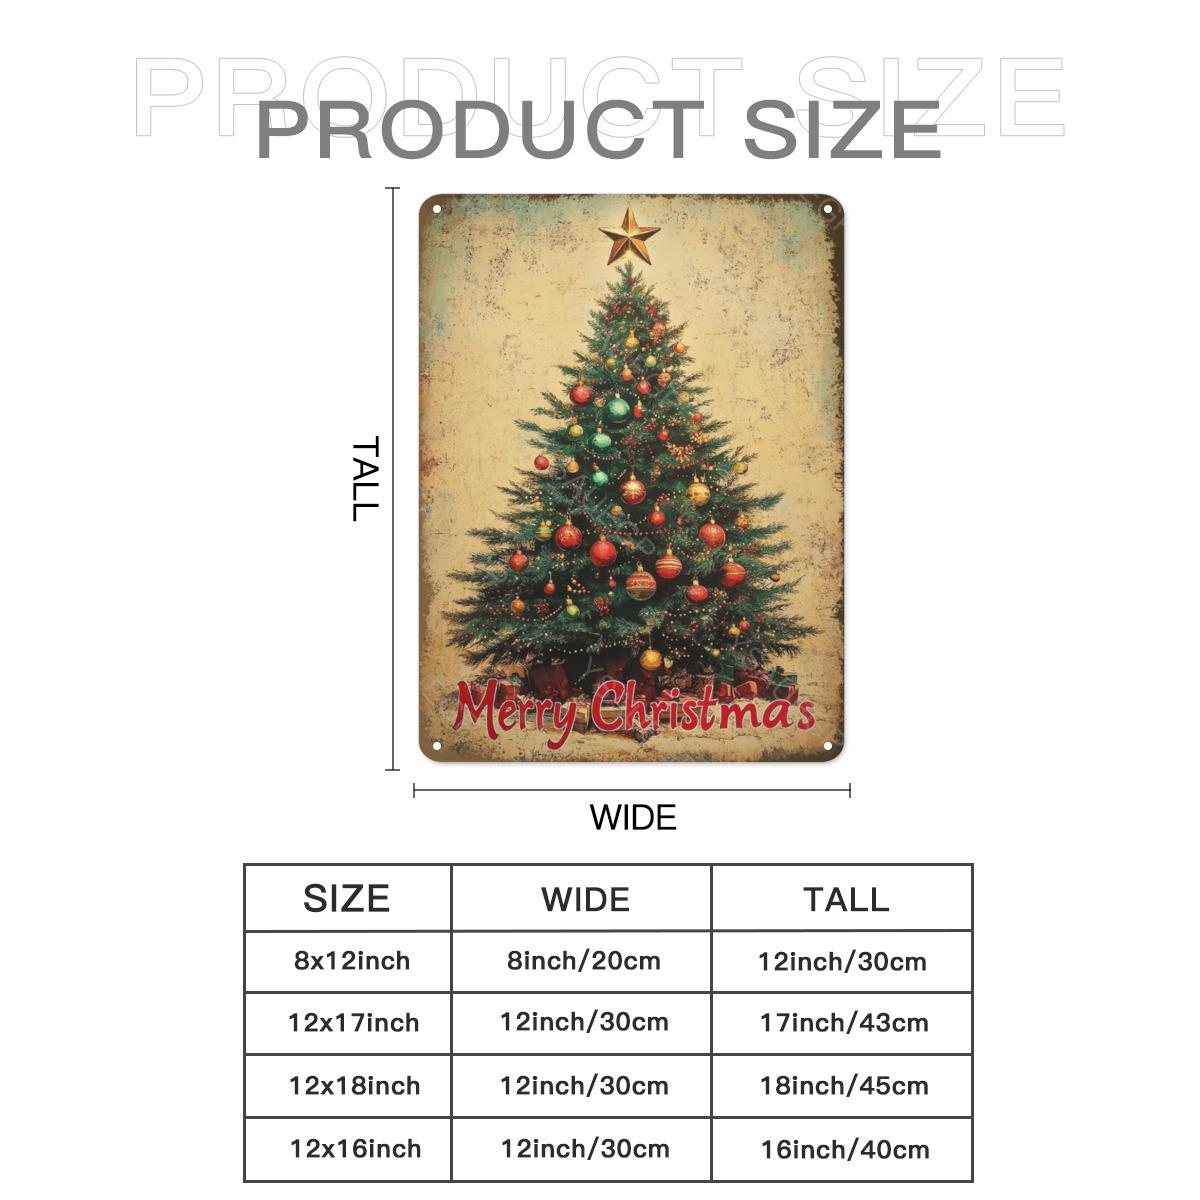 PRODUCT SIZE
PRODUCT SIZE
TALL
Merry Christmas
WIDE
SIZE WIDE TALL
8x12inch 8inch/20cm 12inch/30cm
12x17inch 12inch/30cm 17inch/43cm
12x18inch 12inch/30cm 18inch/45cm
12x16inch 12inch/30cm 16inch/40cm